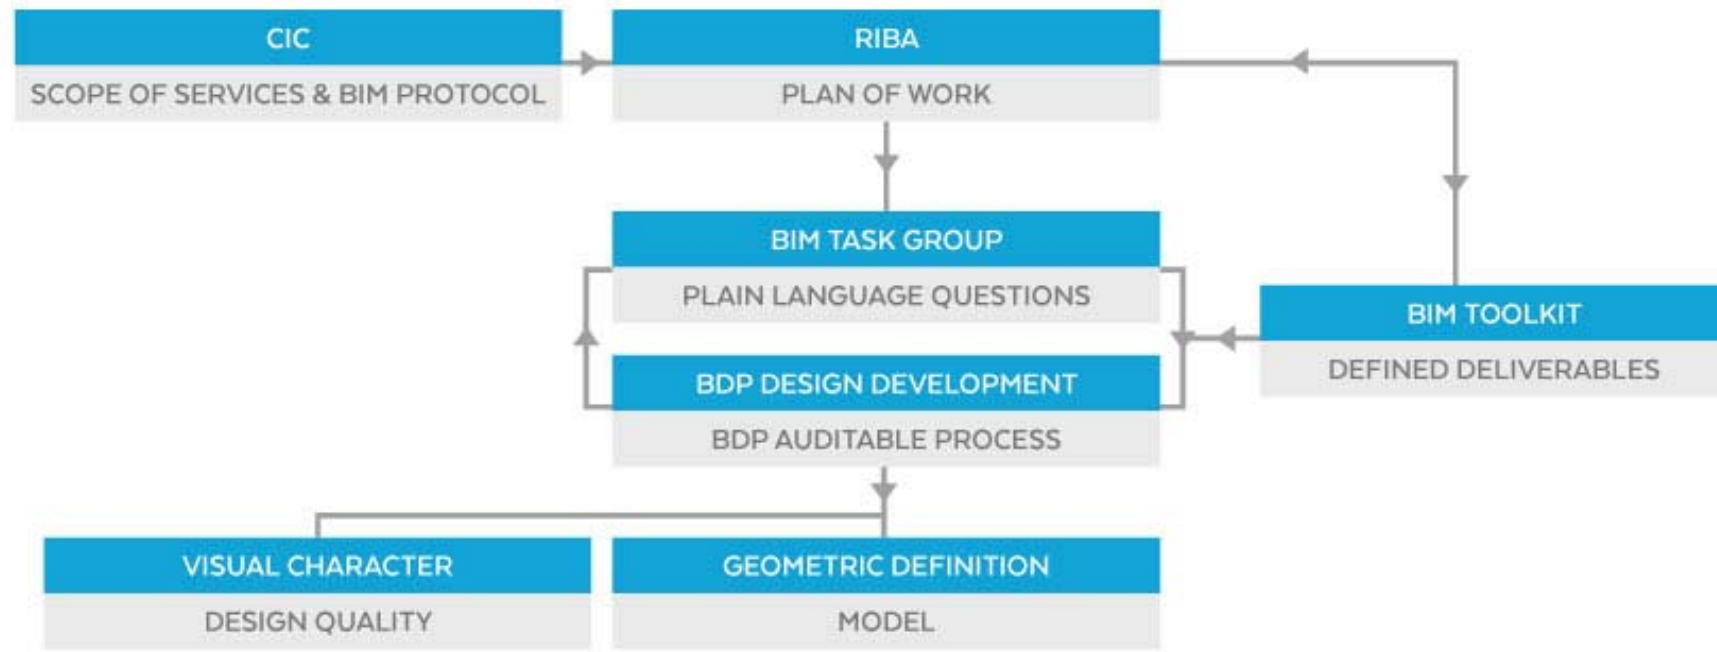 CIC
SCOPE OF SERVICES & BIM PROTOCOL
RIBA
PLAN OF WORK
BIM TASK GROUP
PLAIN LANGUAGE QUESTIONS
BIM TOOLKIT
DEFINED DELIVERABLES
BDP DESIGN DEVELOPMENT
BDP AUDITABLE PROCESS
VISUAL CHARACTER
DESIGN QUALITY
GEOMETRIC DEFINITION
MODEL